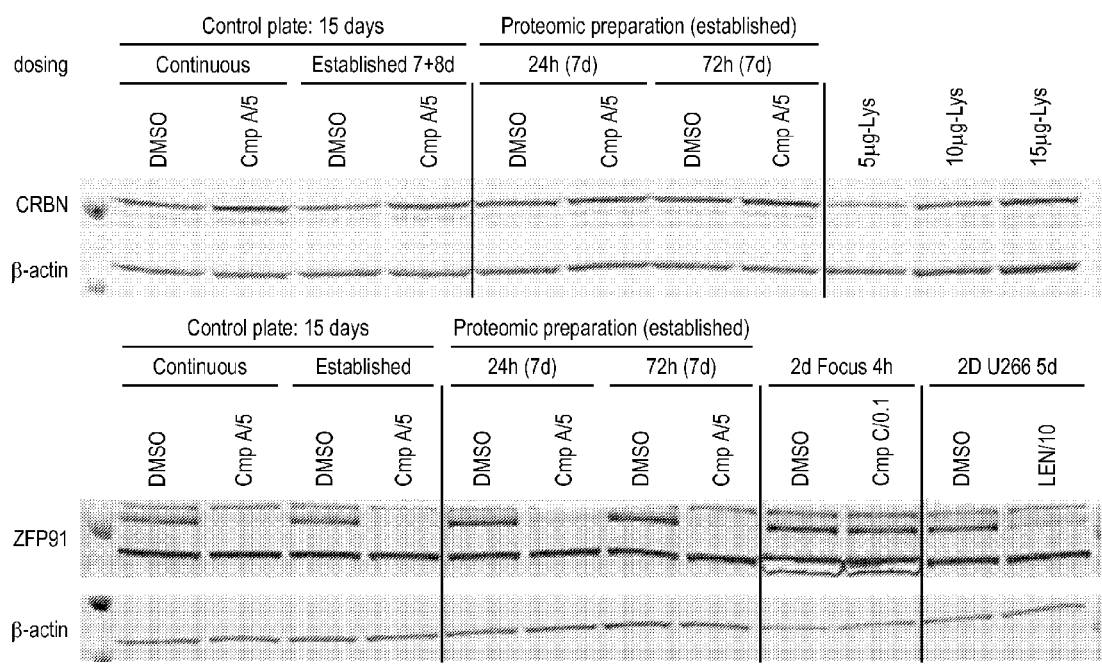 Control plate: 15 days Proteomic preparation (established)
dosing Continuous Established 7+8d 24h (7d) 72h (7d)
DMSO Cmp A/5 DMSO Cmp A/5 DMSO Cmp A/5 DMSO Cmp A/5 5µg-Lys 10µg-Lys 15µg-Lys
CRBN
β-actin
Control plate: 15 days Proteomic preparation (established)
Continuous Established 24h (7d) 72h (7d) 2d Focus 4h 2D U266 5d
DMSO Cmp A/5 DMSO Cmp A/5 DMSO Cmp A/5 DMSO Cmp A/5 DMSO Cmp C/0.1 DMSO LEN/10
ZFP91
β-actin